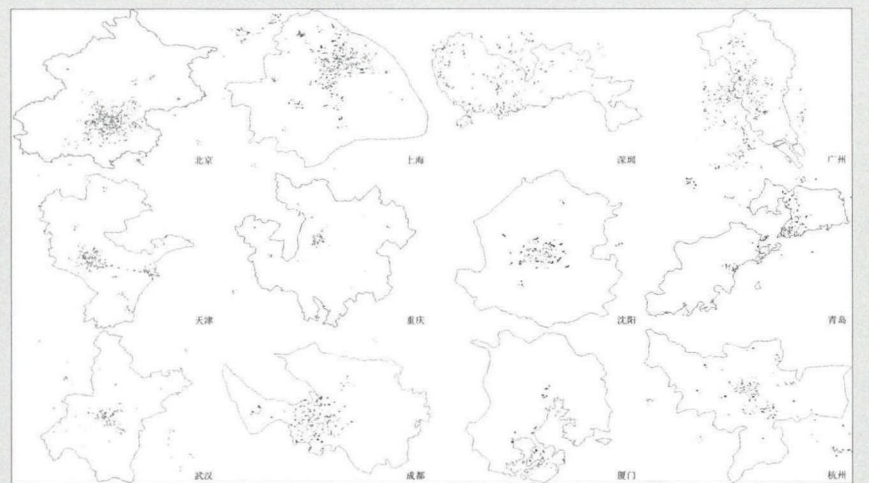 北京
上海
深圳
广州
天津
重庆
沈阳
青岛
武汉
成都
厦门
杭州